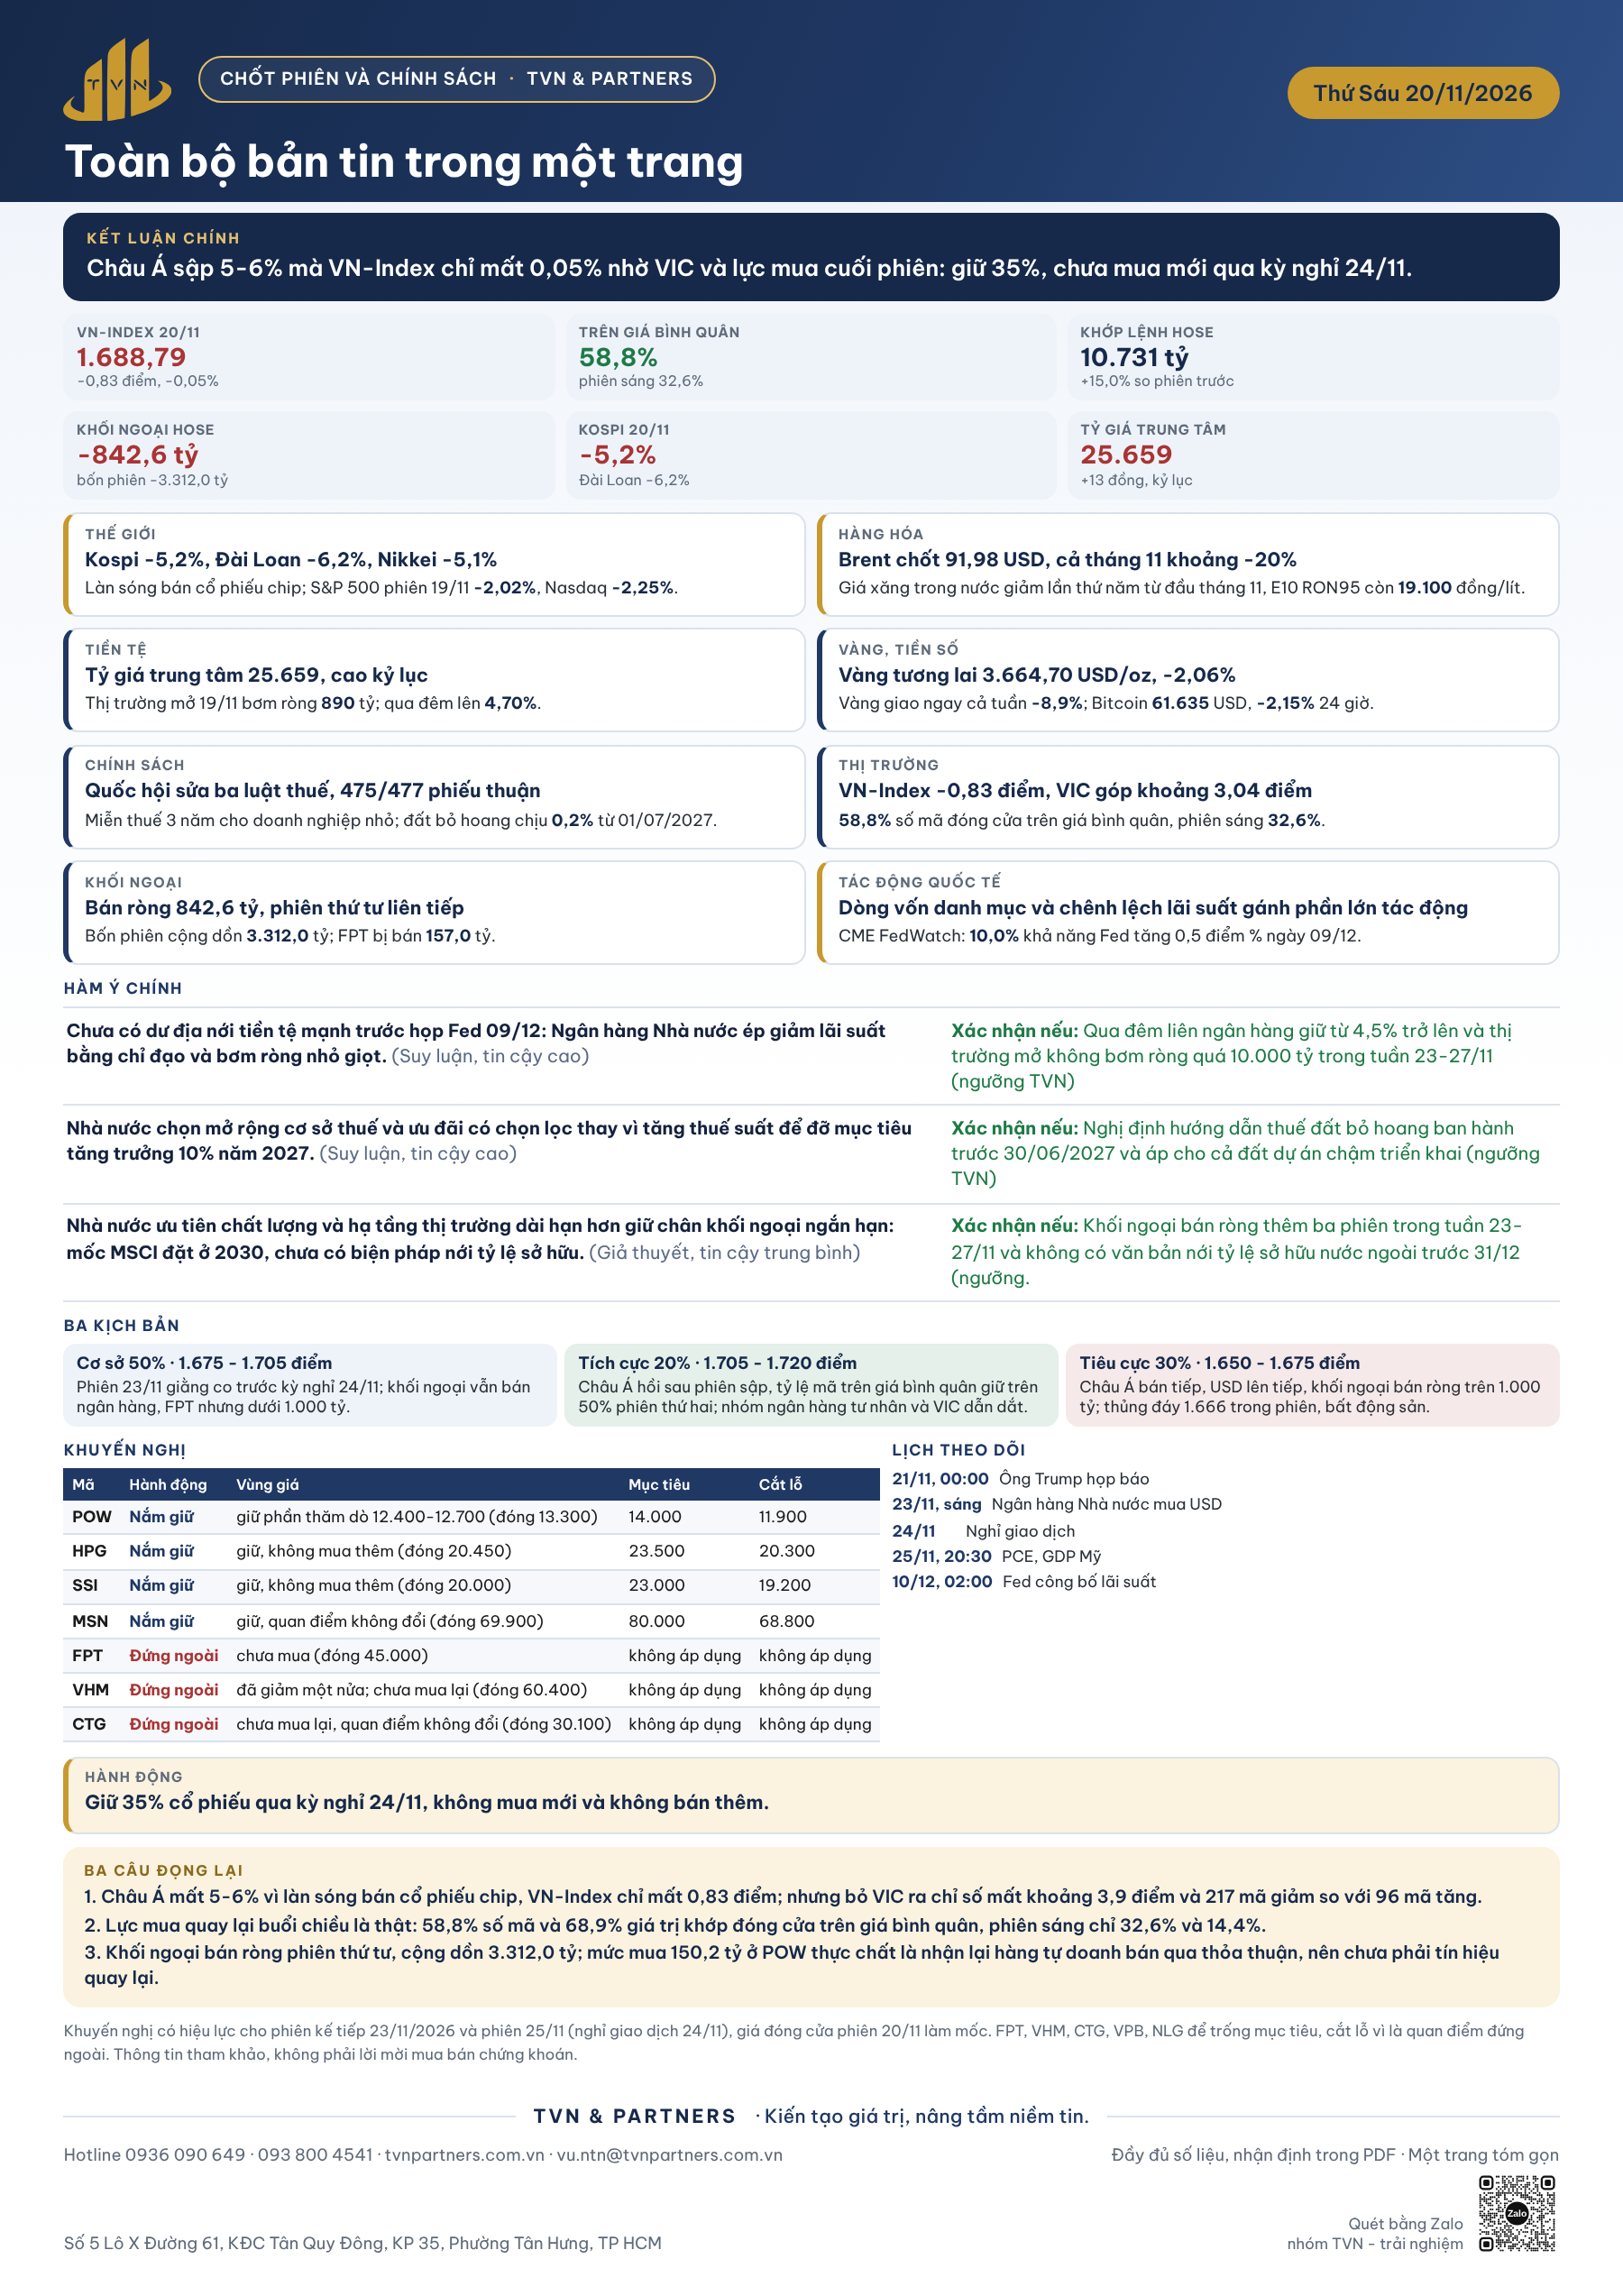 TVN
CHỐT PHIÊN VÀ CHÍNH SÁCH · TVN & PARTNERS
Thứ Sáu 20/11/2026
Toàn bộ bản tin trong một trang
KẾT LUẬN CHÍNH
Châu Á sập 5-6% mà VN-Index chỉ mất 0,05% nhờ VIC và lực mua cuối phiên: giữ 35%, chưa mua mới qua kỳ nghỉ 24/11.
VN-INDEX 20/11
1.688,79
-0,83 điểm, -0,05%
TRÊN GIÁ BÌNH QUÂN
58,8%
phiên sáng 32,6%
KHỚP LỆNH HOSE
10.731 tỷ
+15,0% so phiên trước
KHỐI NGOẠI HOSE
-842,6 tỷ
bốn phiên -3.312,0 tỷ
KOSPI 20/11
-5,2%
Đài Loan -6,2%
TỶ GIÁ TRUNG TÂM
25.659
+13 đồng, kỷ lục
THẾ GIỚI
Kospi -5,2%, Đài Loan -6,2%, Nikkei -5,1%
Làn sóng bán cổ phiếu chip; S&P 500 phiên 19/11 -2,02%, Nasdaq -2,25%.
HÀNG HÓA
Brent chốt 91,98 USD, cả tháng 11 khoảng -20%
Giá xăng trong nước giảm lần thứ năm từ đầu tháng 11, E10 RON95 còn 19.100 đồng/lít.
TIỀN TỆ
Tỷ giá trung tâm 25.659, cao kỷ lục
Thị trường mở 19/11 bơm ròng 890 tỷ; qua đêm lên 4,70%.
VÀNG, TIỀN SỐ
Vàng tương lai 3.664,70 USD/oz, -2,06%
Vàng giao ngay cả tuần -8,9%; Bitcoin 61.635 USD, -2,15% 24 giờ.
CHÍNH SÁCH
Quốc hội sửa ba luật thuế, 475/477 phiếu thuận
Miễn thuế 3 năm cho doanh nghiệp nhỏ; đất bỏ hoang chịu 0,2% từ 01/07/2027.
THỊ TRƯỜNG
VN-Index -0,83 điểm, VIC góp khoảng 3,04 điểm
58,8% số mã đóng cửa trên giá bình quân, phiên sáng 32,6%.
KHỐI NGOẠI
Bán ròng 842,6 tỷ, phiên thứ tư liên tiếp
Bốn phiên cộng dồn 3.312,0 tỷ; FPT bị bán 157,0 tỷ.
TÁC ĐỘNG QUỐC TẾ
Dòng vốn danh mục và chênh lệch lãi suất gánh phần lớn tác động
CME FedWatch: 10,0% khả năng Fed tăng 0,5 điểm % ngày 09/12.
HÀM Ý CHÍNH
Chưa có dư địa nới tiền tệ mạnh trước họp Fed 09/12: Ngân hàng Nhà nước ép giảm lãi suất
bằng chỉ đạo và bơm ròng nhỏ giọt. (Suy luận, tin cậy cao)
Xác nhận nếu: Qua đêm liên ngân hàng giữ từ 4,5% trở lên và thị
trường mở không bơm ròng quá 10.000 tỷ trong tuần 23-27/11
(ngưỡng TVN)
Nhà nước chọn mở rộng cơ sở thuế và ưu đãi có chọn lọc thay vì tăng thuế suất để đỡ mục tiêu
tăng trưởng 10% năm 2027. (Suy luận, tin cậy cao)
Xác nhận nếu: Nghị định hướng dẫn thuế đất bỏ hoang ban hành
trước 30/06/2027 và áp cho cả đất dự án chậm triển khai (ngưỡng
TVN)
Nhà nước ưu tiên chất lượng và hạ tầng thị trường dài hạn hơn giữ chân khối ngoại ngắn hạn:
mốc MSCI đặt ở 2030, chưa có biện pháp nới tỷ lệ sở hữu. (Giả thuyết, tin cậy trung bình)
Xác nhận nếu: Khối ngoại bán ròng thêm ba phiên trong tuần 23-
27/11 và không có văn bản nới tỷ lệ sở hữu nước ngoài trước 31/12
(ngưỡng.
BA KỊCH BẢN
Cơ sở 50% · 1.675 - 1.705 điểm
Phiên 23/11 giằng co trước kỳ nghỉ 24/11; khối ngoại vẫn bán
ngân hàng, FPT nhưng dưới 1.000 tỷ.
Tích cực 20% · 1.705 - 1.720 điểm
Châu Á hồi sau phiên sập, tỷ lệ mã trên giá bình quân giữ trên
50% phiên thứ hai; nhóm ngân hàng tư nhân và VIC dẫn dắt.
Tiêu cực 30% · 1.650 - 1.675 điểm
Châu Á bán tiếp, USD lên tiếp, khối ngoại bán ròng trên 1.000
tỷ; thủng đáy 1.666 trong phiên, bất động sản.
KHUYẾN NGHỊ
Mã Hành động Vùng giá Mục tiêu Cắt lỗ
POW Nắm giữ giữ phần thăm dò 12.400-12.700 (đóng 13.300) 14.000 11.900
HPG Nắm giữ giữ, không mua thêm (đóng 20.450) 23.500 20.300
SSI Nắm giữ giữ, không mua thêm (đóng 20.000) 23.000 19.200
MSN Nắm giữ giữ, quan điểm không đổi (đóng 69.900) 80.000 68.800
FPT Đứng ngoài chưa mua (đóng 45.000) không áp dụng không áp dụng
VHM Đứng ngoài đã giảm một nửa; chưa mua lại (đóng 60.400) không áp dụng không áp dụng
CTG Đứng ngoài chưa mua lại, quan điểm không đổi (đóng 30.100) không áp dụng không áp dụng
LỊCH THEO DÕI
21/11, 00:00 Ông Trump họp báo
23/11, sáng Ngân hàng Nhà nước mua USD
24/11 Nghỉ giao dịch
25/11, 20:30 PCE, GDP Mỹ
10/12, 02:00 Fed công bố lãi suất
HÀNH ĐỘNG
Giữ 35% cổ phiếu qua kỳ nghỉ 24/11, không mua mới và không bán thêm.
BA CÂU ĐỌNG LẠI
1. Châu Á mất 5-6% vì làn sóng bán cổ phiếu chip, VN-Index chỉ mất 0,83 điểm; nhưng bỏ VIC ra chỉ số mất khoảng 3,9 điểm và 217 mã giảm so với 96 mã tăng.
2. Lực mua quay lại buổi chiều là thật: 58,8% số mã và 68,9% giá trị khớp đóng cửa trên giá bình quân, phiên sáng chỉ 32,6% và 14,4%.
3. Khối ngoại bán ròng phiên thứ tư, cộng dồn 3.312,0 tỷ; mức mua 150,2 tỷ ở POW thực chất là nhận lại hàng tự doanh bán qua thỏa thuận, nên chưa phải tín hiệu
quay lại.
Khuyến nghị có hiệu lực cho phiên kế tiếp 23/11/2026 và phiên 25/11 (nghỉ giao dịch 24/11), giá đóng cửa phiên 20/11 làm mốc. FPT, VHM, CTG, VPB, NLG để trống mục tiêu, cắt lỗ vì là quan điểm đứng
ngoài. Thông tin tham khảo, không phải lời mời mua bán chứng khoán.
TVN & PARTNERS · Kiến tạo giá trị, nâng tầm niềm tin.
Hotline 0936 090 649 · 093 800 4541 · tvnpartners.com.vn · vu.ntn@tvnpartners.com.vn
Đầy đủ số liệu, nhận định trong PDF · Một trang tóm gọn
Zalo
Quét bằng Zalo
nhóm TVN - trải nghiệm
Số 5 Lô X Đường 61, KĐC Tân Quy Đông, KP 35, Phường Tân Hưng, TP HCM